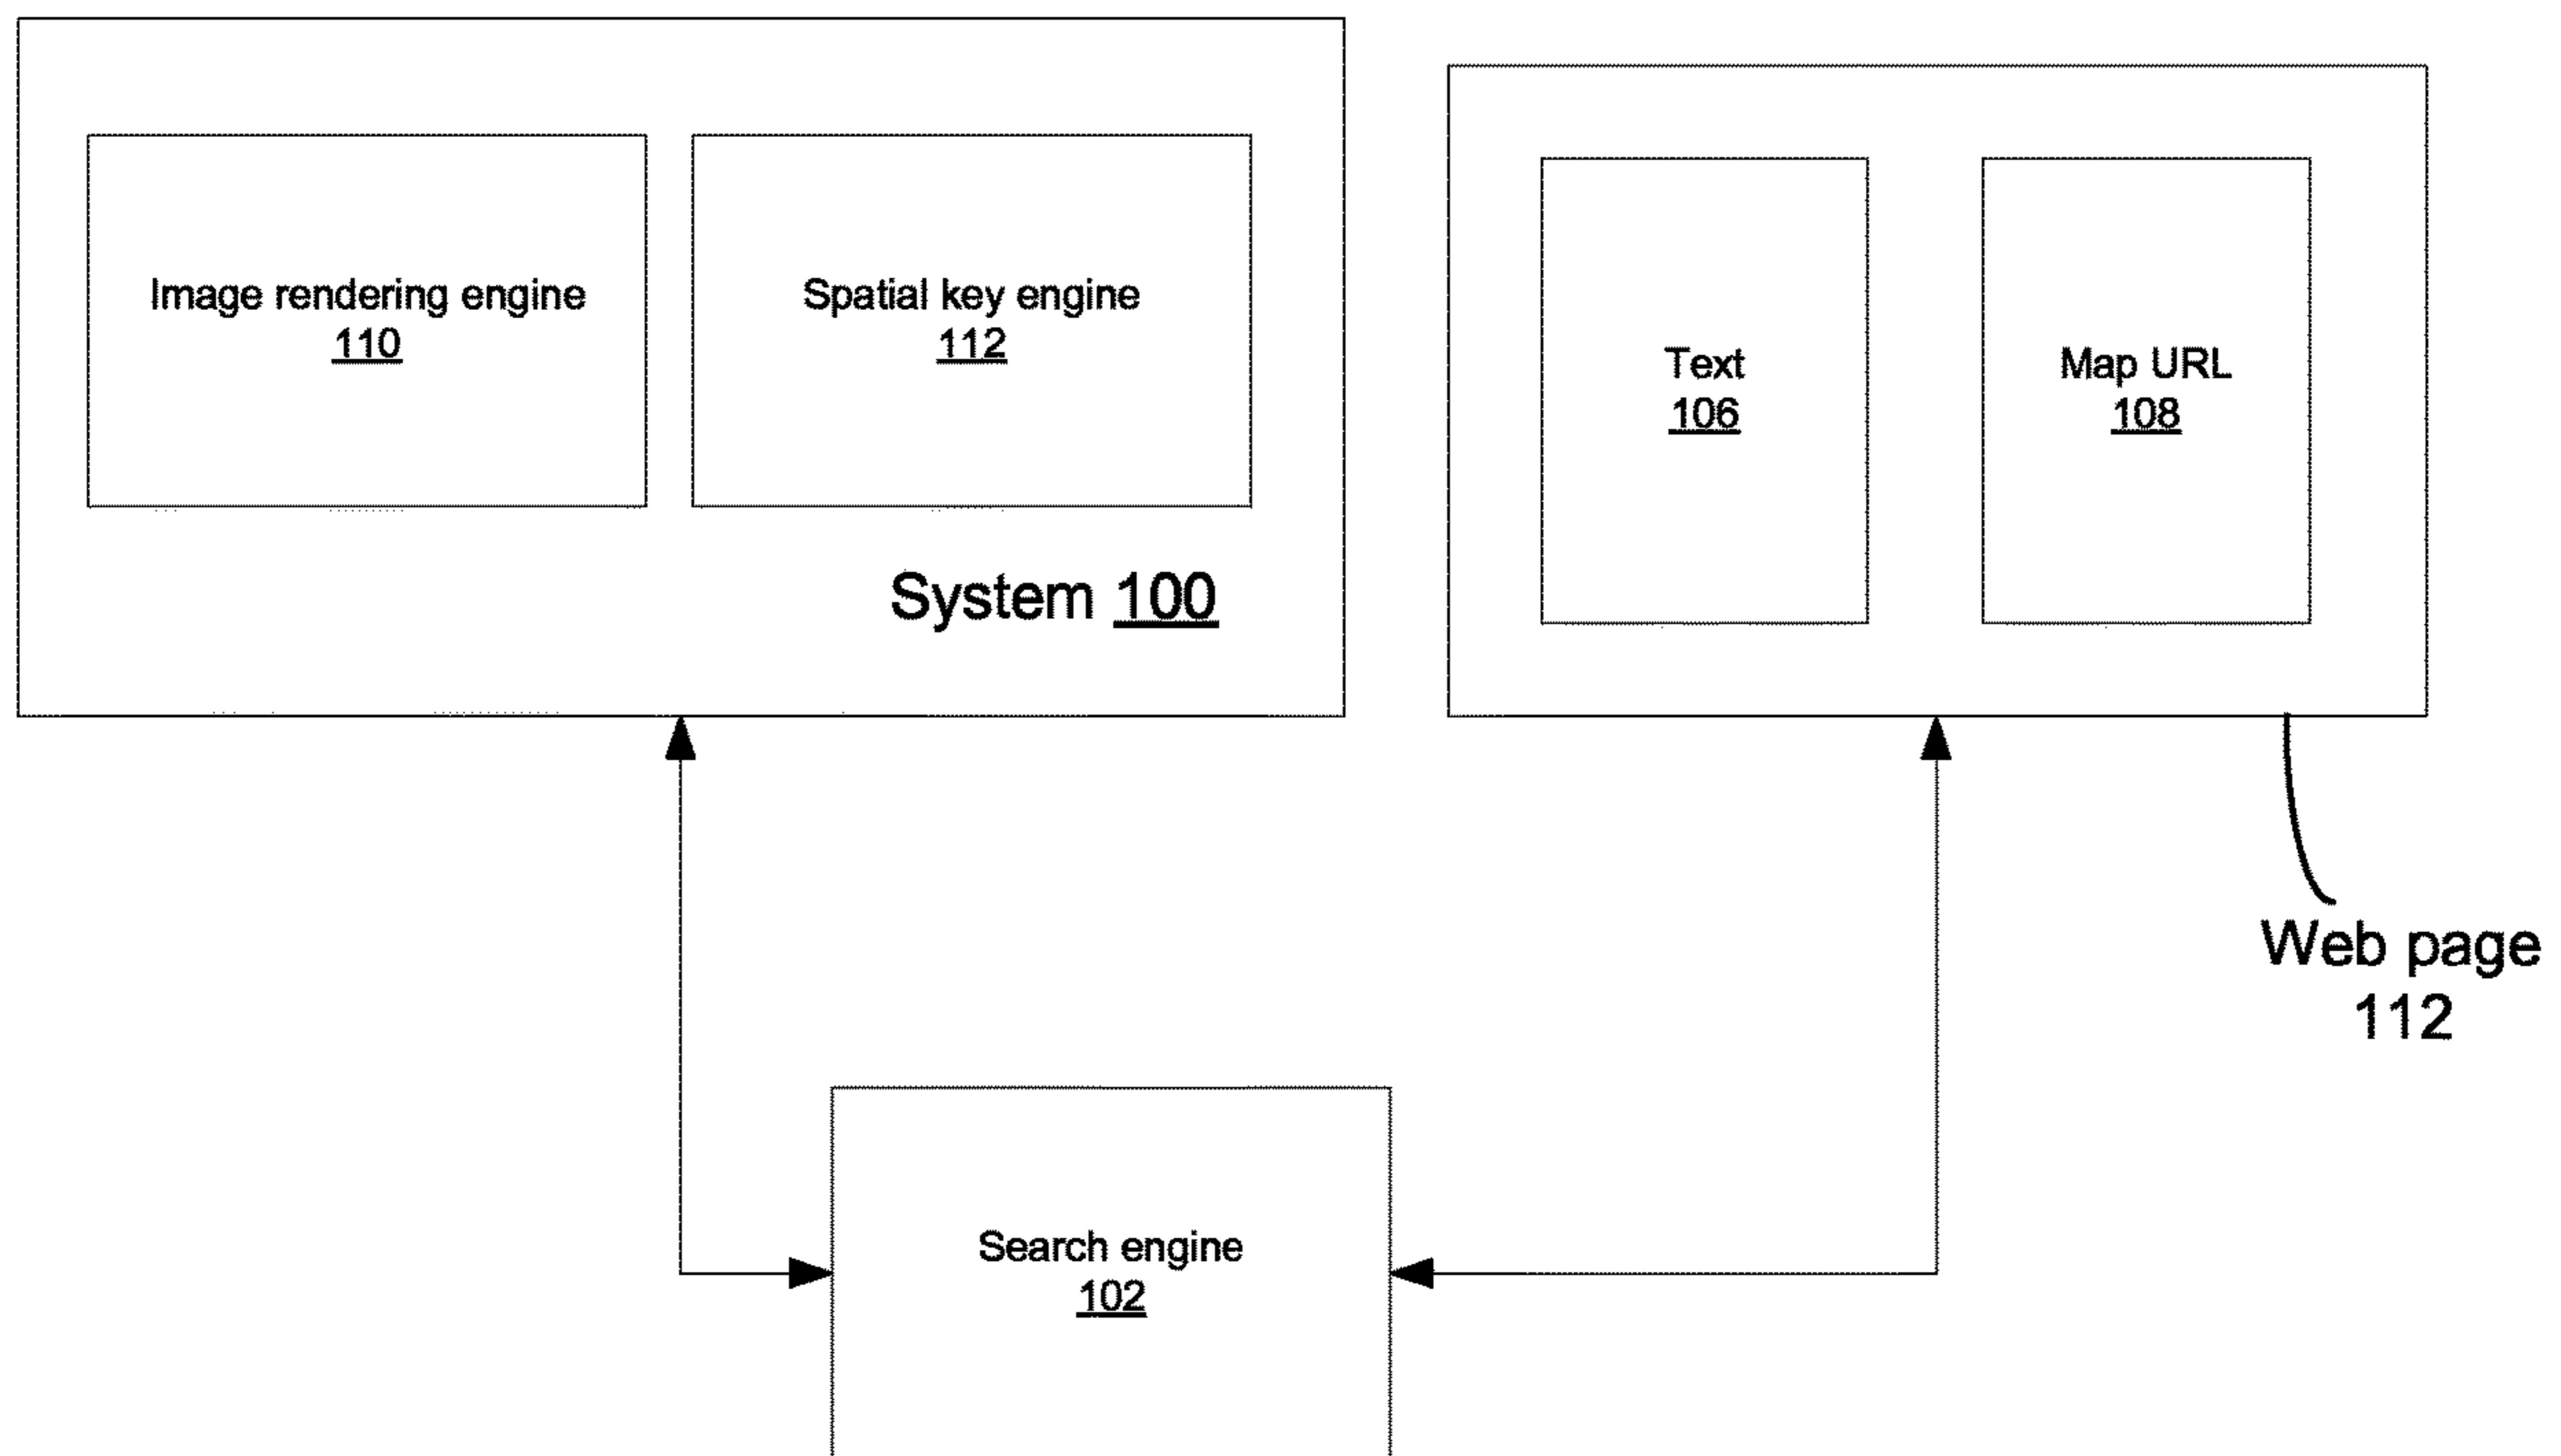 Image rendering engine
110
Spatial key engine
112
System 100
Text
106
Map URL
108
Web page
112
Search engine
102